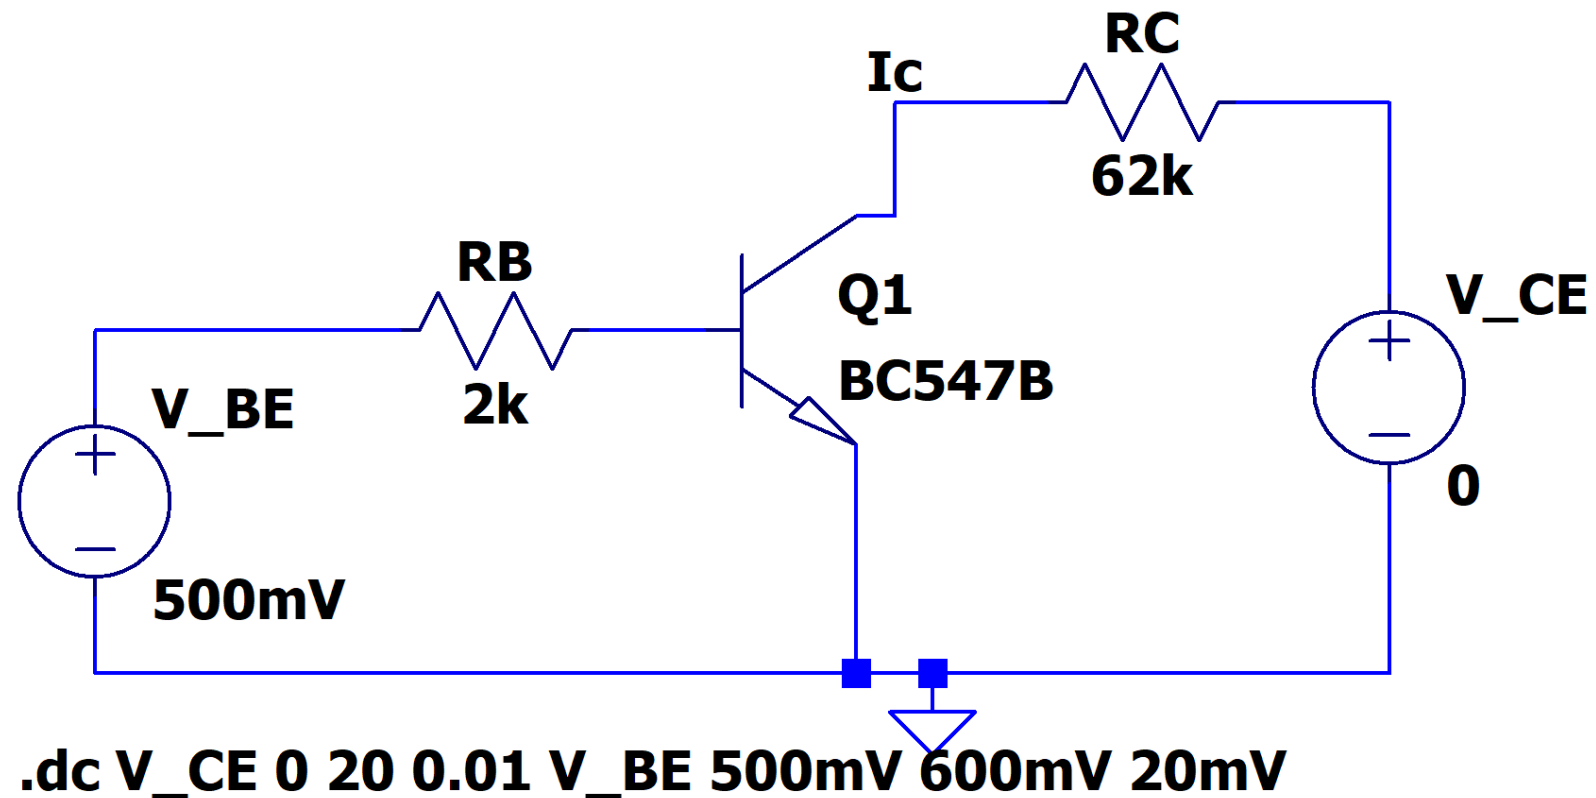 RC
Ic
62k
RB
Q1
V_CE
2k
BC547B
V_BE
0
500mV
.dc V_CE 0 20 0.01 V_BE 500mV 600mV 20mV